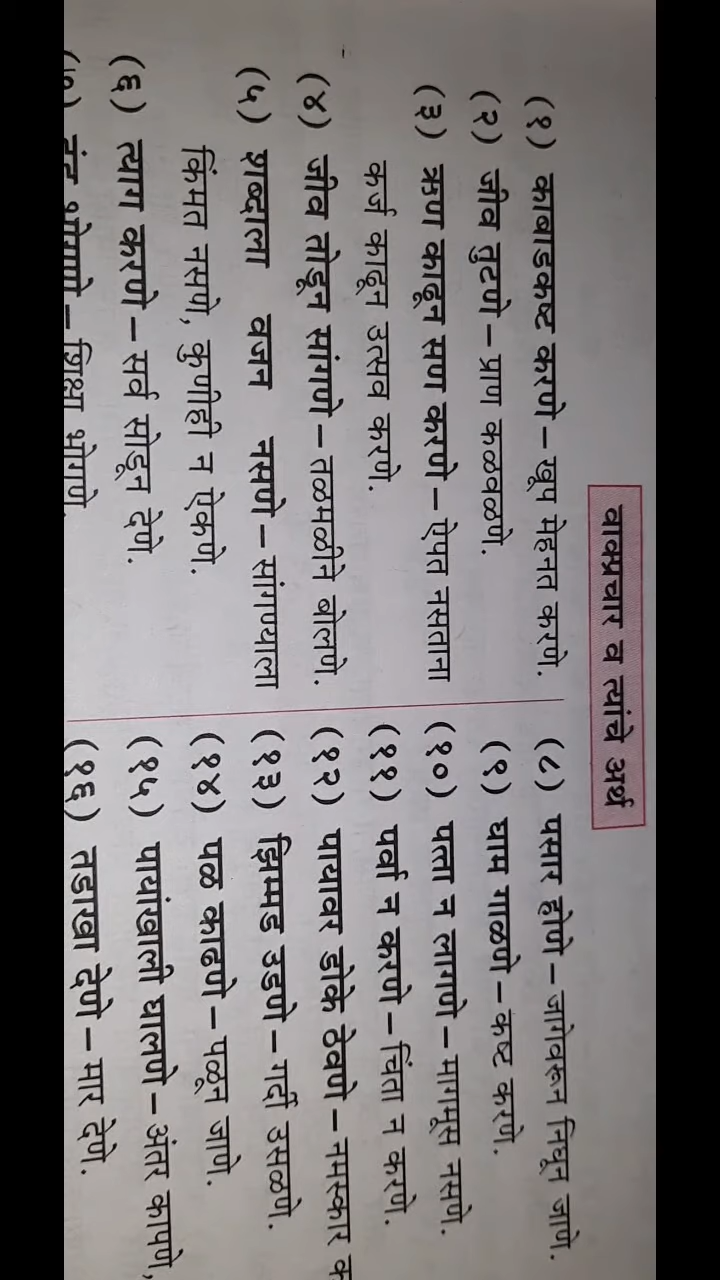 वाक्प्रचार व त्यांचे अर्थ
(१) काबाडकष्ट करणे – खूप मेहनत करणे.
(२) जीव तुटणे – प्राण कळवळणे.
(३) ऋण काढून सण करणे – ऐपत नसताना
कर्ज काढून उत्सव करणे.
(४) जीव तोडून सांगणे – तळमळीने बोलणे.
(५) शब्दाला वजन नसणे – सांगण्याला
किंमत नसणे, कुणीही न ऐकणे.
(६) त्याग करणे – सर्व सोडून देणे.
(७) दंड भोगणे – शिक्षा भोगणे.
(८) पसार होणे – जागेवरून निघून जाणे.
(९) घाम गाळणे – कष्ट करणे.
(१०) पत्ता न लागणे – मागमूस नसणे.
(११) पर्वा न करणे – चिंता न करणे.
(१२) पायावर डोके ठेवणे – नमस्कार क
(१३) झिम्मड उडणे – गर्दी उसळणे.
(१४) पळ काढणे – पळून जाणे.
(१५) पायांखाली घालणे – अंतर कापणे,
(१६) तडाखा देणे – मार देणे.